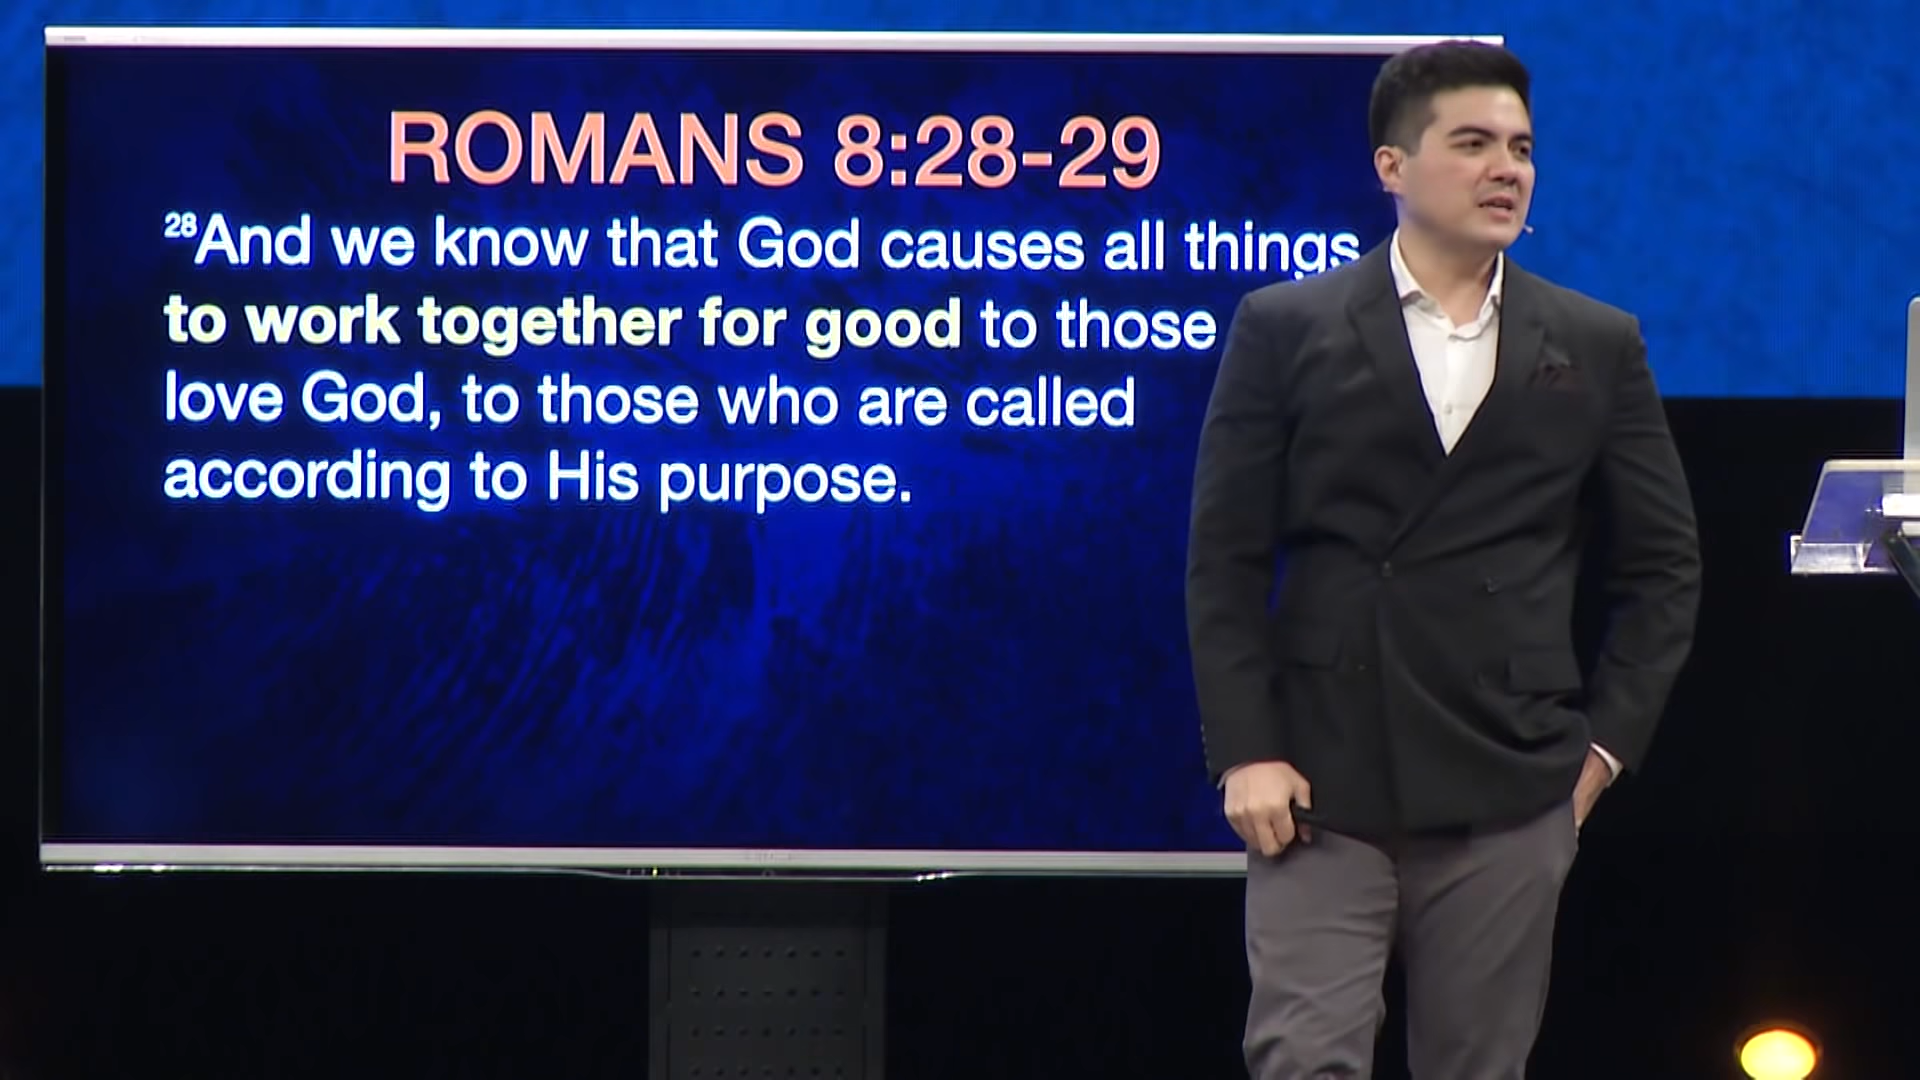 ROMANS 8:28-29
28And we know that God causes all things
to work together for good to those
love God, to those who are called
according to His purpose.